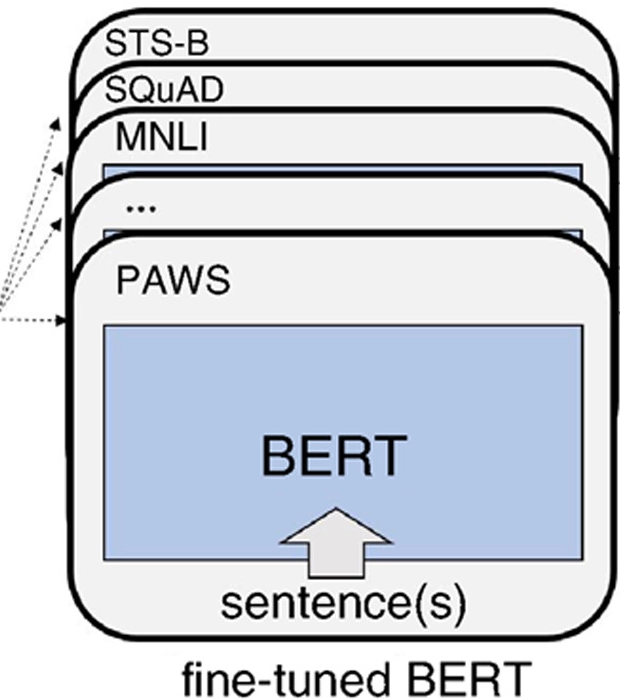 STS-B
SQuAD
MNLI
...
PAWS
BERT
sentence(s)
fine-tuned BERT